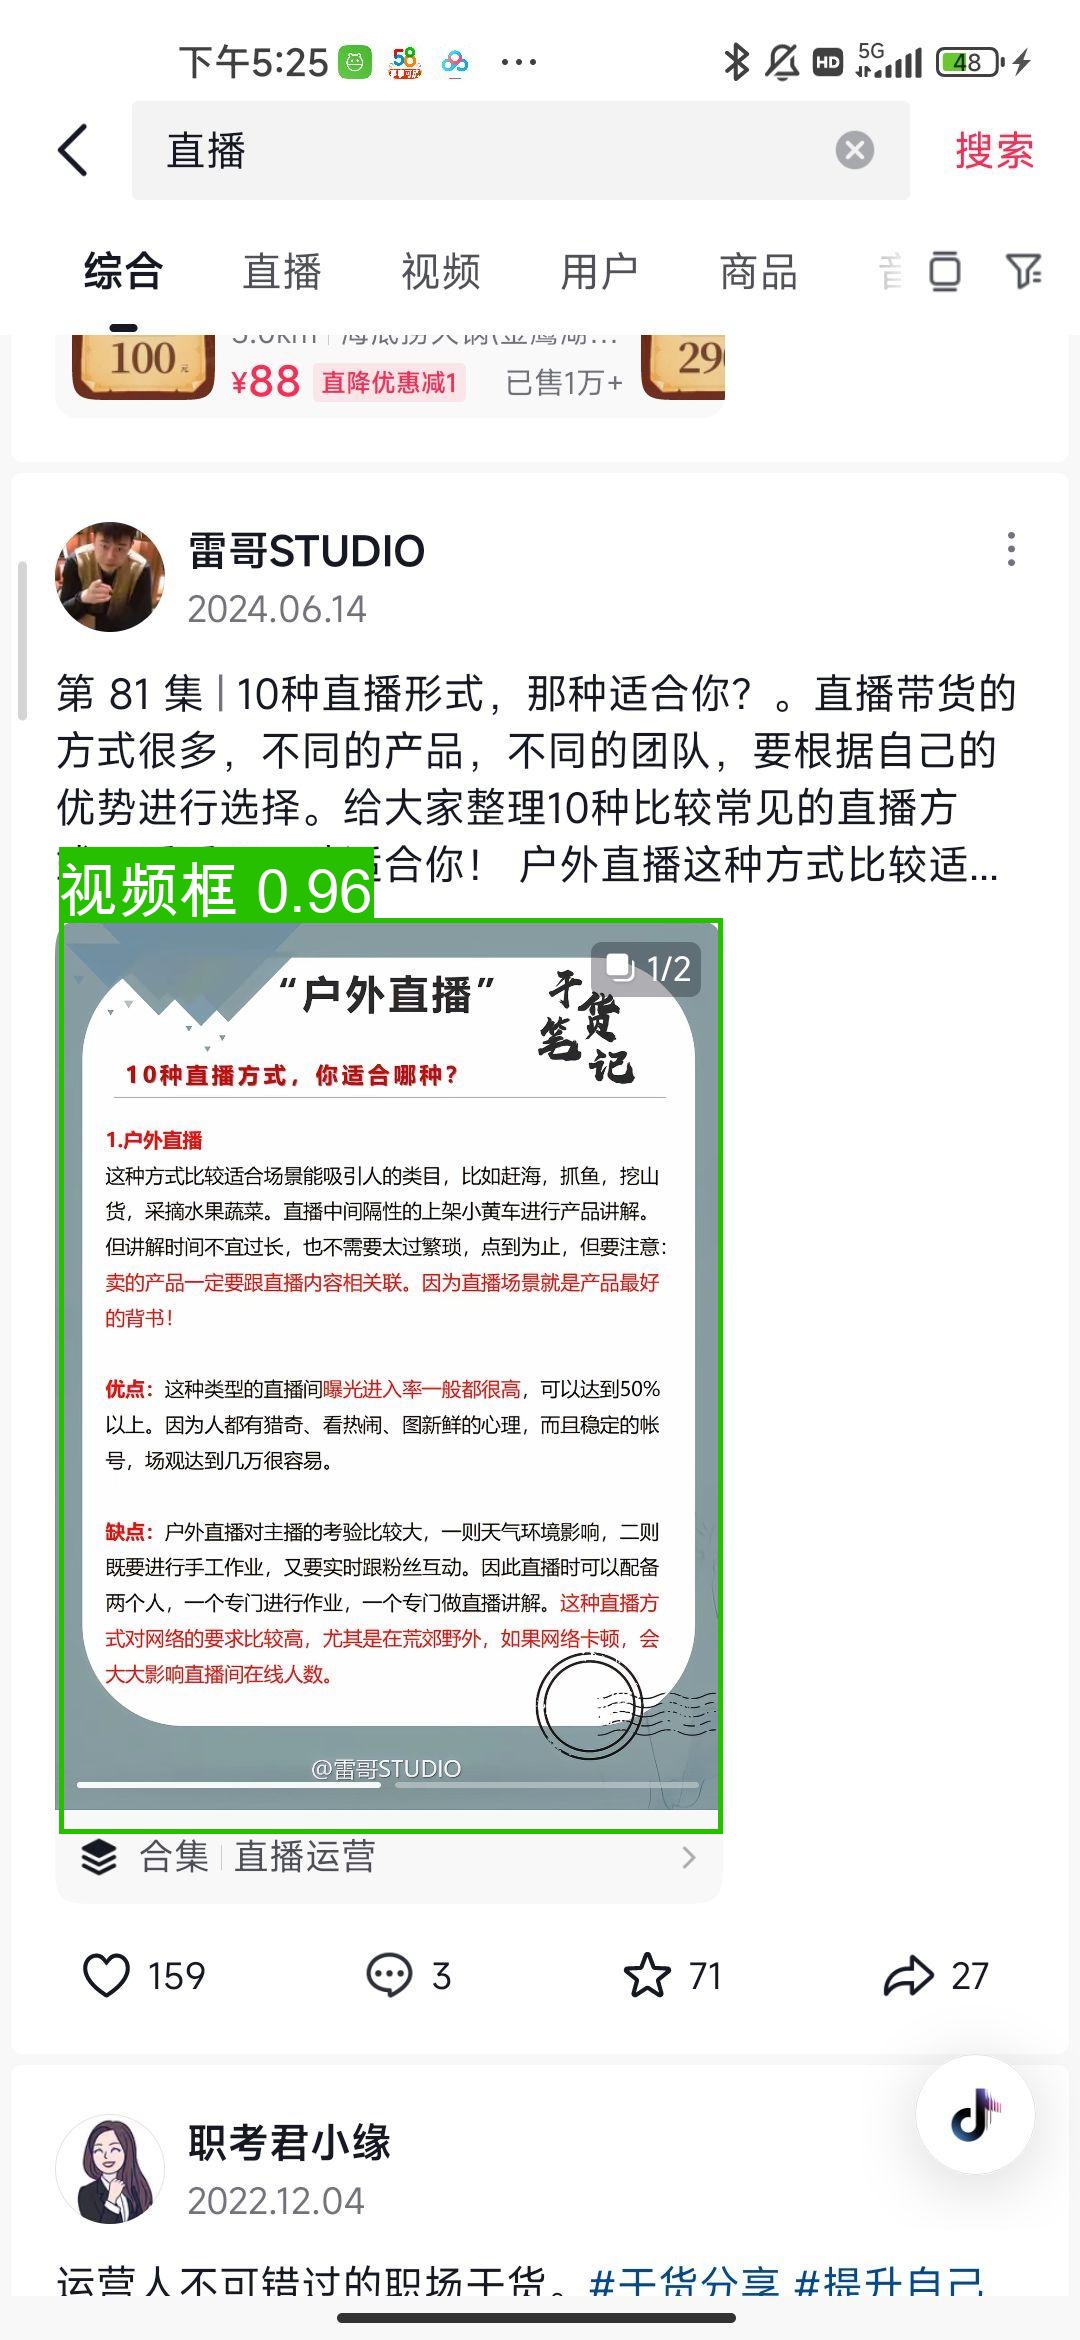 下午5:25
58
HD
5G
48
直播
搜索
综合
直播
视频
用户
商品
100元
¥88
直降优惠减1
已售1万+
290
雷哥STUDIO
2024.06.14
第 81 集 | 10种直播形式，那种适合你？。直播带货的
方式很多，不同的产品，不同的团队，要根据自己的
优势进行选择。给大家整理10种比较常见的直播方
适合你！ 户外直播这种方式比较适...
视频框 0.96
1/2
“户外直播”
干货
笔记
10种直播方式，你适合哪种？
1.户外直播
这种方式比较适合场景能吸引人的类目，比如赶海，抓鱼，挖山
货，采摘水果蔬菜。直播中间隔性的上架小黄车进行产品讲解。
但讲解时间不宜过长，也不需要太过繁琐，点到为止，但要注意：
卖的产品一定要跟直播内容相关联。因为直播场景就是产品最好
的背书！
优点：这种类型的直播间曝光进入率一般都很高，可以达到50%
以上。因为人都有猎奇、看热闹、图新鲜的心理，而且稳定的帐
号，场观达到几万很容易。
缺点：户外直播对主播的考验比较大，一则天气环境影响，二则
既要进行手工作业，又要实时跟粉丝互动。因此直播时可以配备
两个人，一个专门进行作业，一个专门做直播讲解。这种直播方
式对网络的要求比较高，尤其是在荒郊野外，如果网络卡顿，会
大大影响直播间在线人数。
@雷哥STUDIO
合集 | 直播运营
159
3
71
27
职考君小缘
2022.12.04
运营人不可错过的职场干货。#干货分享 #提升自己